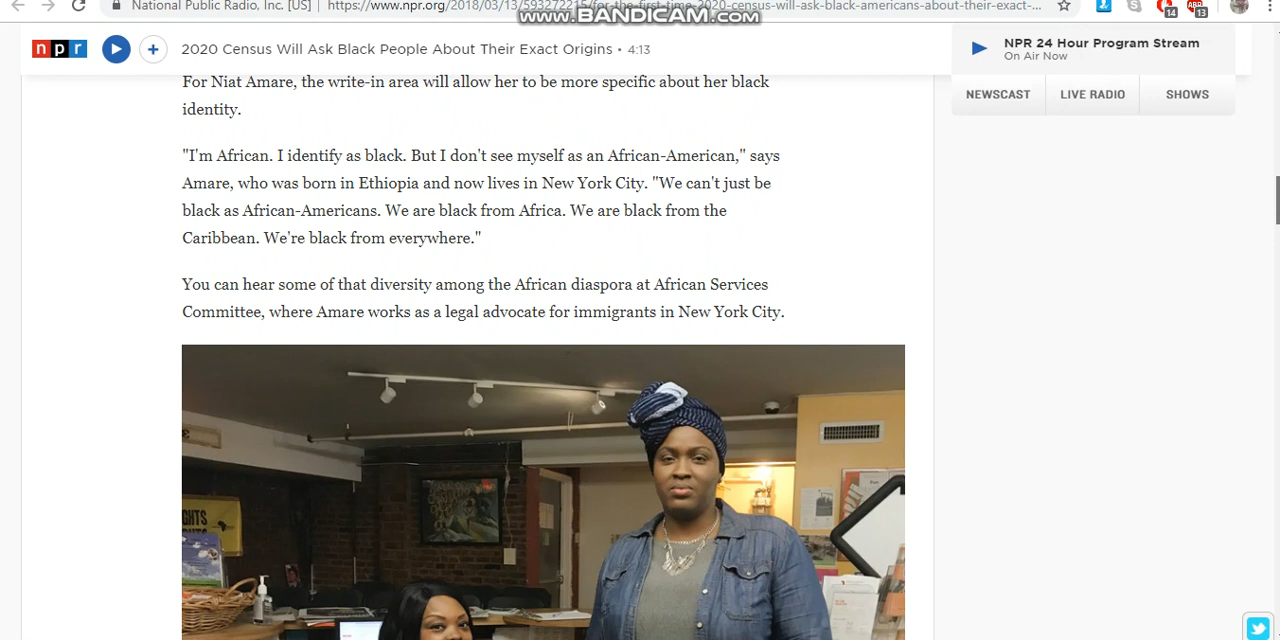 National Public Radio, Inc. [US] https://www.npr.org/2018/03/13/593272215/for-the-first-time-2020-census-will-ask-black-americans-about-their-exact-...
www.BANDICAM.com
14
13
npr
2020 Census Will Ask Black People About Their Exact Origins • 4:13
NPR 24 Hour Program Stream
On Air Now
NEWSCAST LIVE RADIO SHOWS
For Niat Amare, the write-in area will allow her to be more specific about her black
identity.
"I'm African. I identify as black. But I don't see myself as an African-American," says
Amare, who was born in Ethiopia and now lives in New York City. "We can't just be
black as African-Americans. We are black from Africa. We are black from the
Caribbean. We're black from everywhere."
You can hear some of that diversity among the African diaspora at African Services
Committee, where Amare works as a legal advocate for immigrants in New York City.